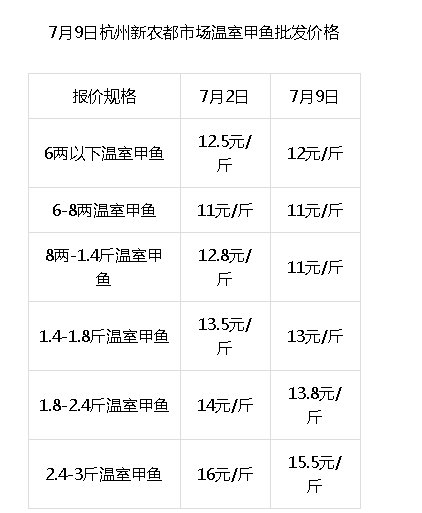 7月9日杭州新农都市场温室甲鱼批发价格
报价规格 7月2日 7月9日
6两以下温室甲鱼 12.5元/斤 12元/斤
6-8两温室甲鱼 11元/斤 11元/斤
8两-1.4斤温室甲鱼 12.8元/斤 11元/斤
1.4-1.8斤温室甲鱼 13.5元/斤 13元/斤
1.8-2.4斤温室甲鱼 14元/斤 13.8元/斤
2.4-3斤温室甲鱼 16元/斤 15.5元/斤